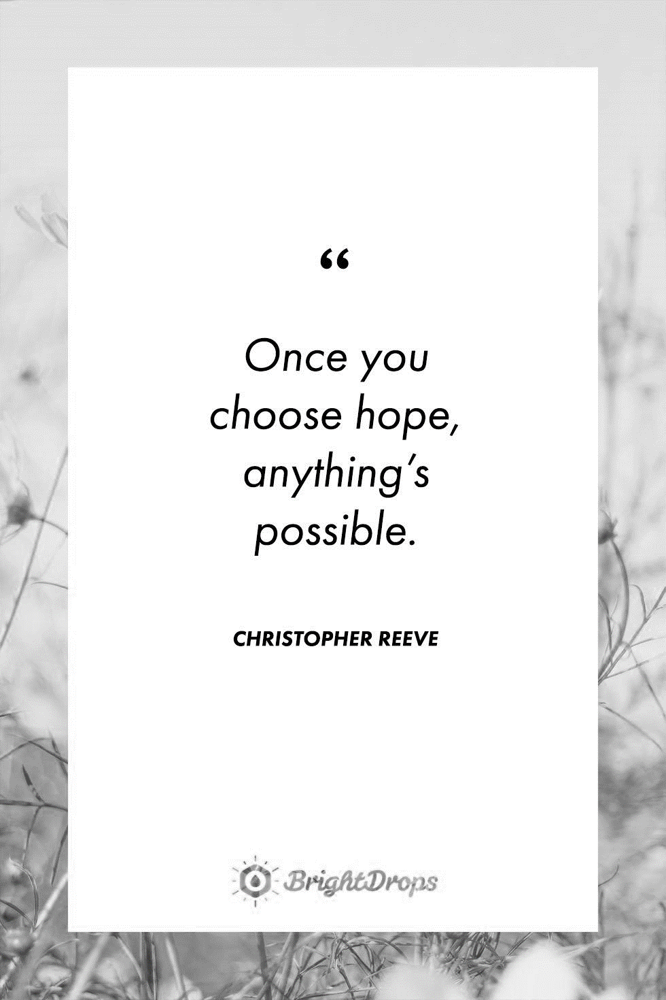 “
Once you
choose hope,
anything’s
possible.
CHRISTOPHER REEVE
BrightDrops